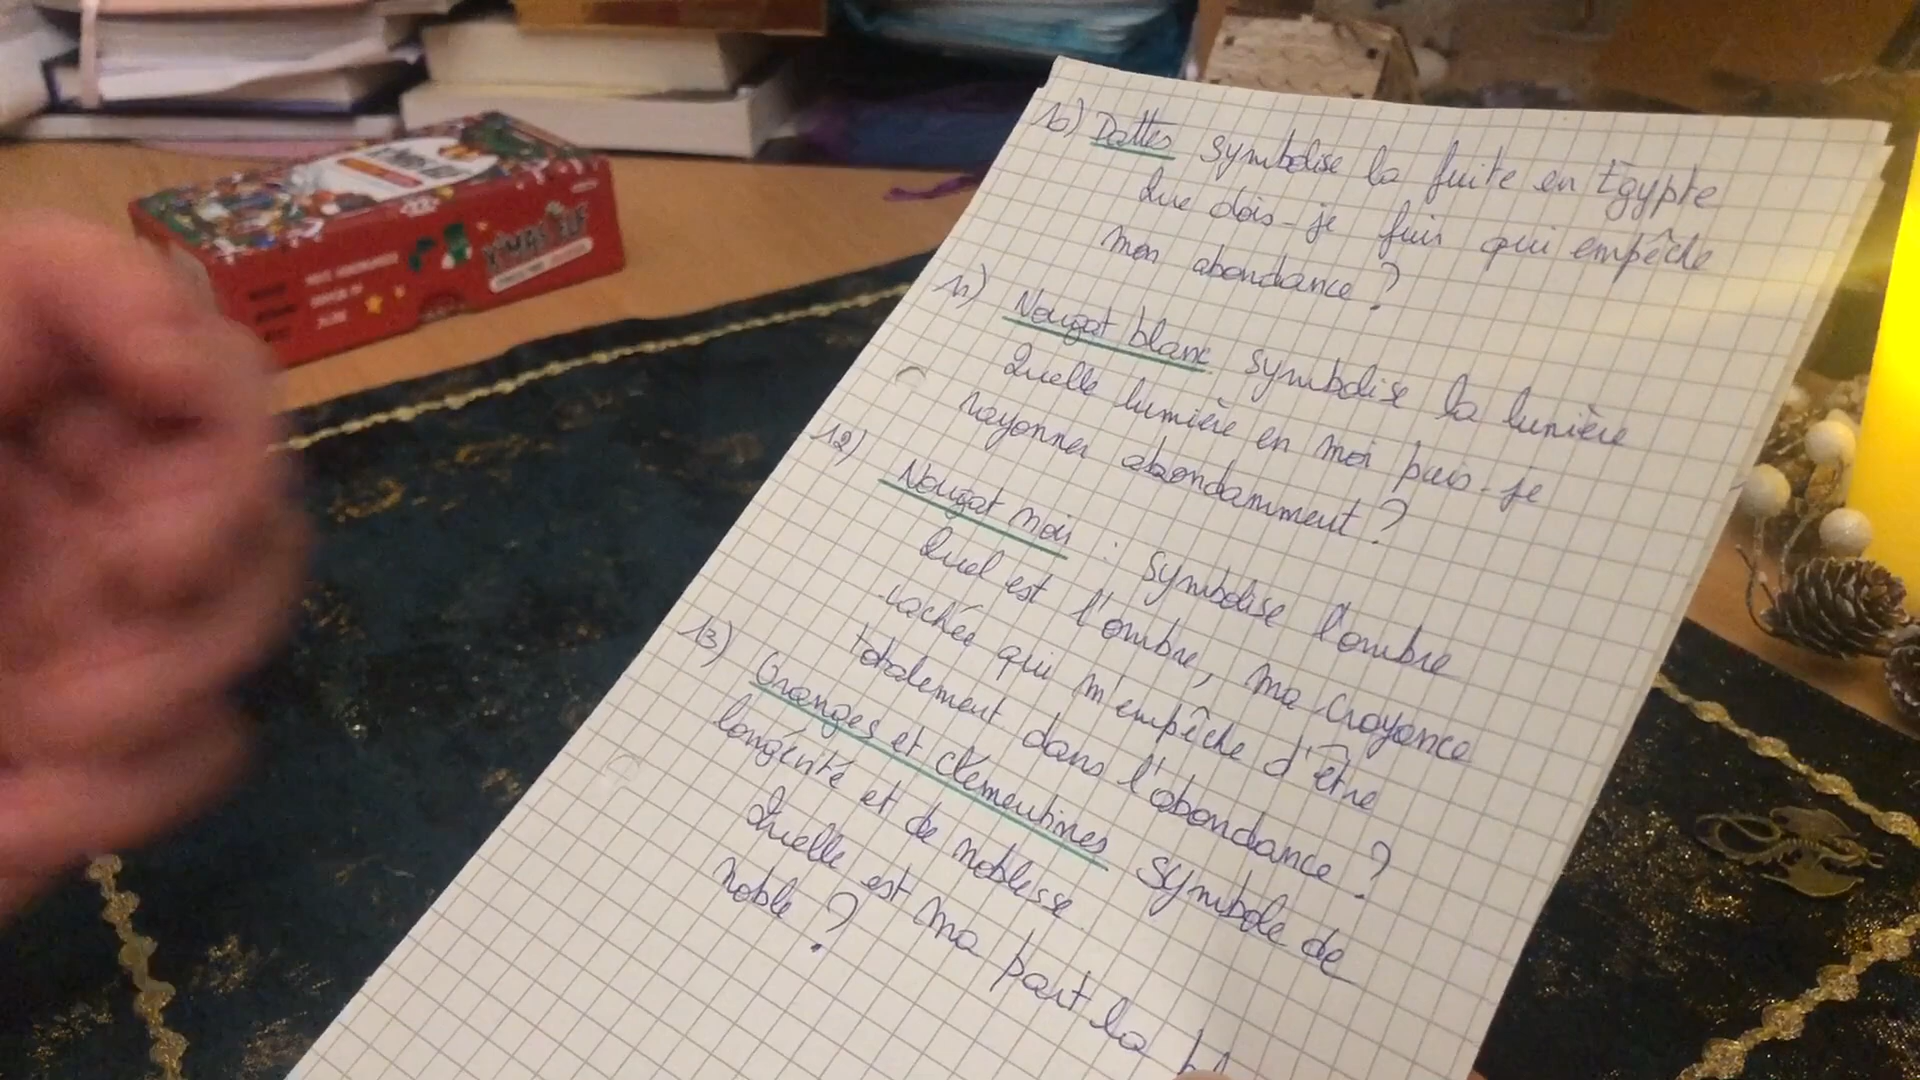 10) Dattes symbolise la fuite en Egypte
Que dois-je fuir qui empêche
mon abondance ?
11) Nougat blanc symbolise la lumière
Quelle lumière en moi puis-je
rayonner abondamment ?
12) Nougat noir : symbolise l'ombre
Quel est l'ombre, ma croyance
cachée qui m'empêche d'être
totalement dans l'abondance ?
13) Oranges et clémentines symbole de
longévité et de noblesse
Quelle est ma part la
noble ?
X'MAS ELF